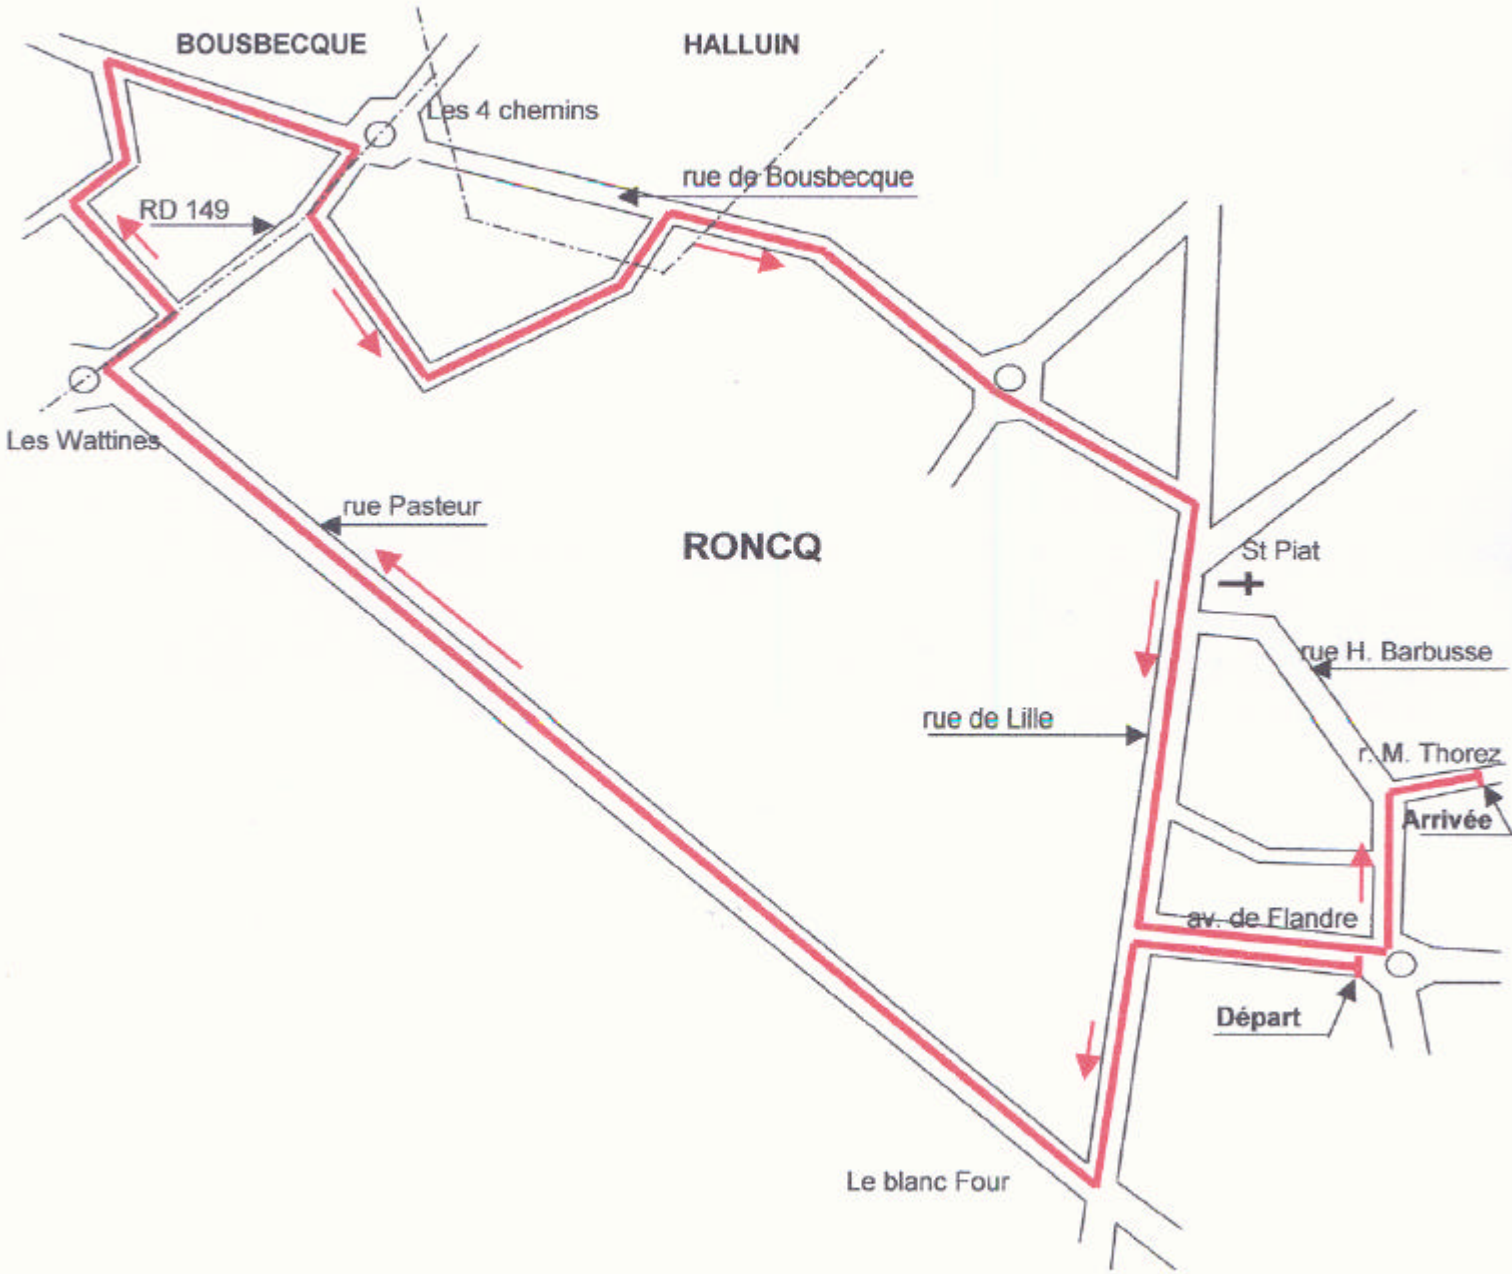 BOUSBECQUE
HALLUIN
Les 4 chemins
rue de Bousbecque
RD 149
Les Wattines
rue Pasteur
RONCQ
St Piat
rue H. Barbusse
rue de Lille
r. M. Thorez
Arrivée
av. de Flandre
Départ
Le blanc Four